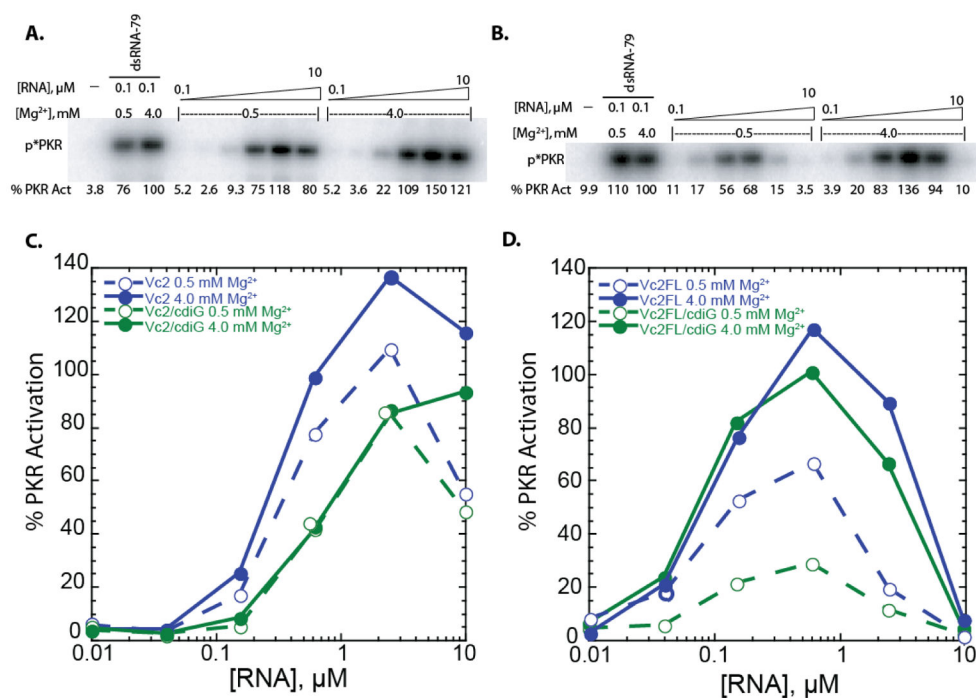 A.
dsRNA-79
[RNA], µM – 0.1 0.1 0.1 10 10
[Mg²⁺], mM 0.5 4.0 |----------0.5----------| |----------4.0----------|
p*PKR
% PKR Act 3.8 76 100 5.2 2.6 9.3 75 118 80 5.2 3.6 22 109 150 121
B.
dsRNA-79
[RNA], µM – 0.1 0.1 0.1 10 0.1 10
[Mg²⁺], mM 0.5 4.0 |----------0.5----------| |----------4.0----------|
p*PKR
% PKR Act 9.9 110 100 11 17 56 68 15 3.5 3.9 20 83 136 94 10
C.
Vc2 0.5 mM Mg²⁺
Vc2 4.0 mM Mg²⁺
Vc2/cdiG 0.5 mM Mg²⁺
Vc2/cdiG 4.0 mM Mg²⁺
% PKR Activation
140
120
100
80
60
40
20
0
0.01 0.1 1 10
[RNA], µM
D.
Vc2FL 0.5 mM Mg²⁺
Vc2FL 4.0 mM Mg²⁺
Vc2FL/cdiG 0.5 mM Mg²⁺
Vc2FL/cdiG 4.0 mM Mg²⁺
% PKR Activation
140
120
100
80
60
40
20
0
0.01 0.1 1 10
[RNA], µM